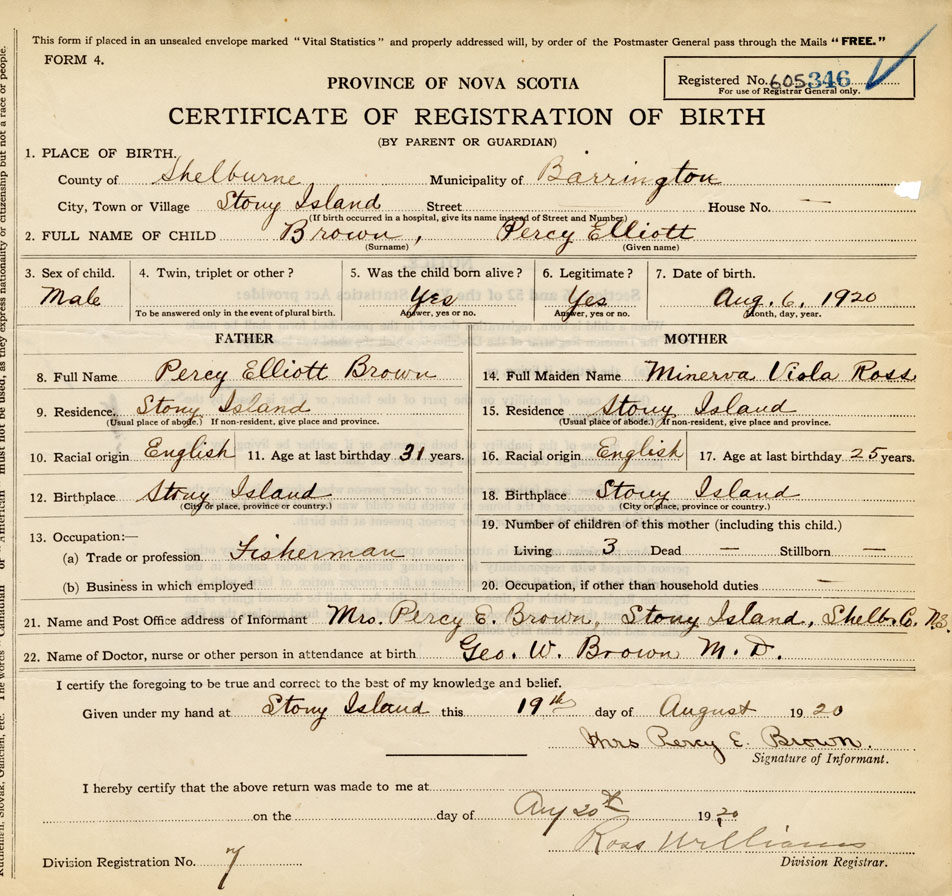 This form if placed in an unsealed envelope marked "Vital Statistics" and properly addressed will, by order of the Postmaster General pass through the Mails "FREE."
FORM 4.
Registered No. 605346
For use of Registrar General only.
PROVINCE OF NOVA SCOTIA
CERTIFICATE OF REGISTRATION OF BIRTH
(BY PARENT OR GUARDIAN)
1. PLACE OF BIRTH.
County of Shelburne Municipality of Barrington
City, Town or Village Stony Island Street House No. —
(If birth occurred in a hospital, give its name instead of Street and Number)
2. FULL NAME OF CHILD Brown, Percy Elliott
(Surname) (Given name)
3. Sex of child. 4. Twin, triplet or other? 5. Was the child born alive? 6. Legitimate? 7. Date of birth.
Male Yes Yes Aug. 6, 1920
To be answered only in the event of plural birth. Answer, yes or no. Answer, yes or no. Month, day, year.
FATHER MOTHER
8. Full Name Percy Elliott Brown 14. Full Maiden Name Minerva Viola Ross
9. Residence, Stony Island 15. Residence Stony Island
(Usual place of abode.) If non-resident, give place and province. (Usual place of abode.) If non-resident, give place and province.
10. Racial origin English 11. Age at last birthday 31 years. 16. Racial origin English 17. Age at last birthday 25 years.
12. Birthplace Stony Island 18. Birthplace Stony Island
(City or place, province or country.) (City or place, province or country.)
13. Occupation:— 19. Number of children of this mother (including this child.)
(a) Trade or profession Fisherman Living 3 Dead — Stillborn —
(b) Business in which employed 20. Occupation, if other than household duties —
21. Name and Post Office address of Informant Mrs. Percy E. Brown, Stony Island, Shelb. C. N.S.
22. Name of Doctor, nurse or other person in attendance at birth Geo. W. Brown M.D.
I certify the foregoing to be true and correct to the best of my knowledge and belief.
Given under my hand at Stony Island this 19th day of August 1920
Mrs Percy E. Brown.
Signature of Informant.
I hereby certify that the above return was made to me at
on the day of Aug 20th 1920
Ross Williams
Division Registration No. 7 Division Registrar.